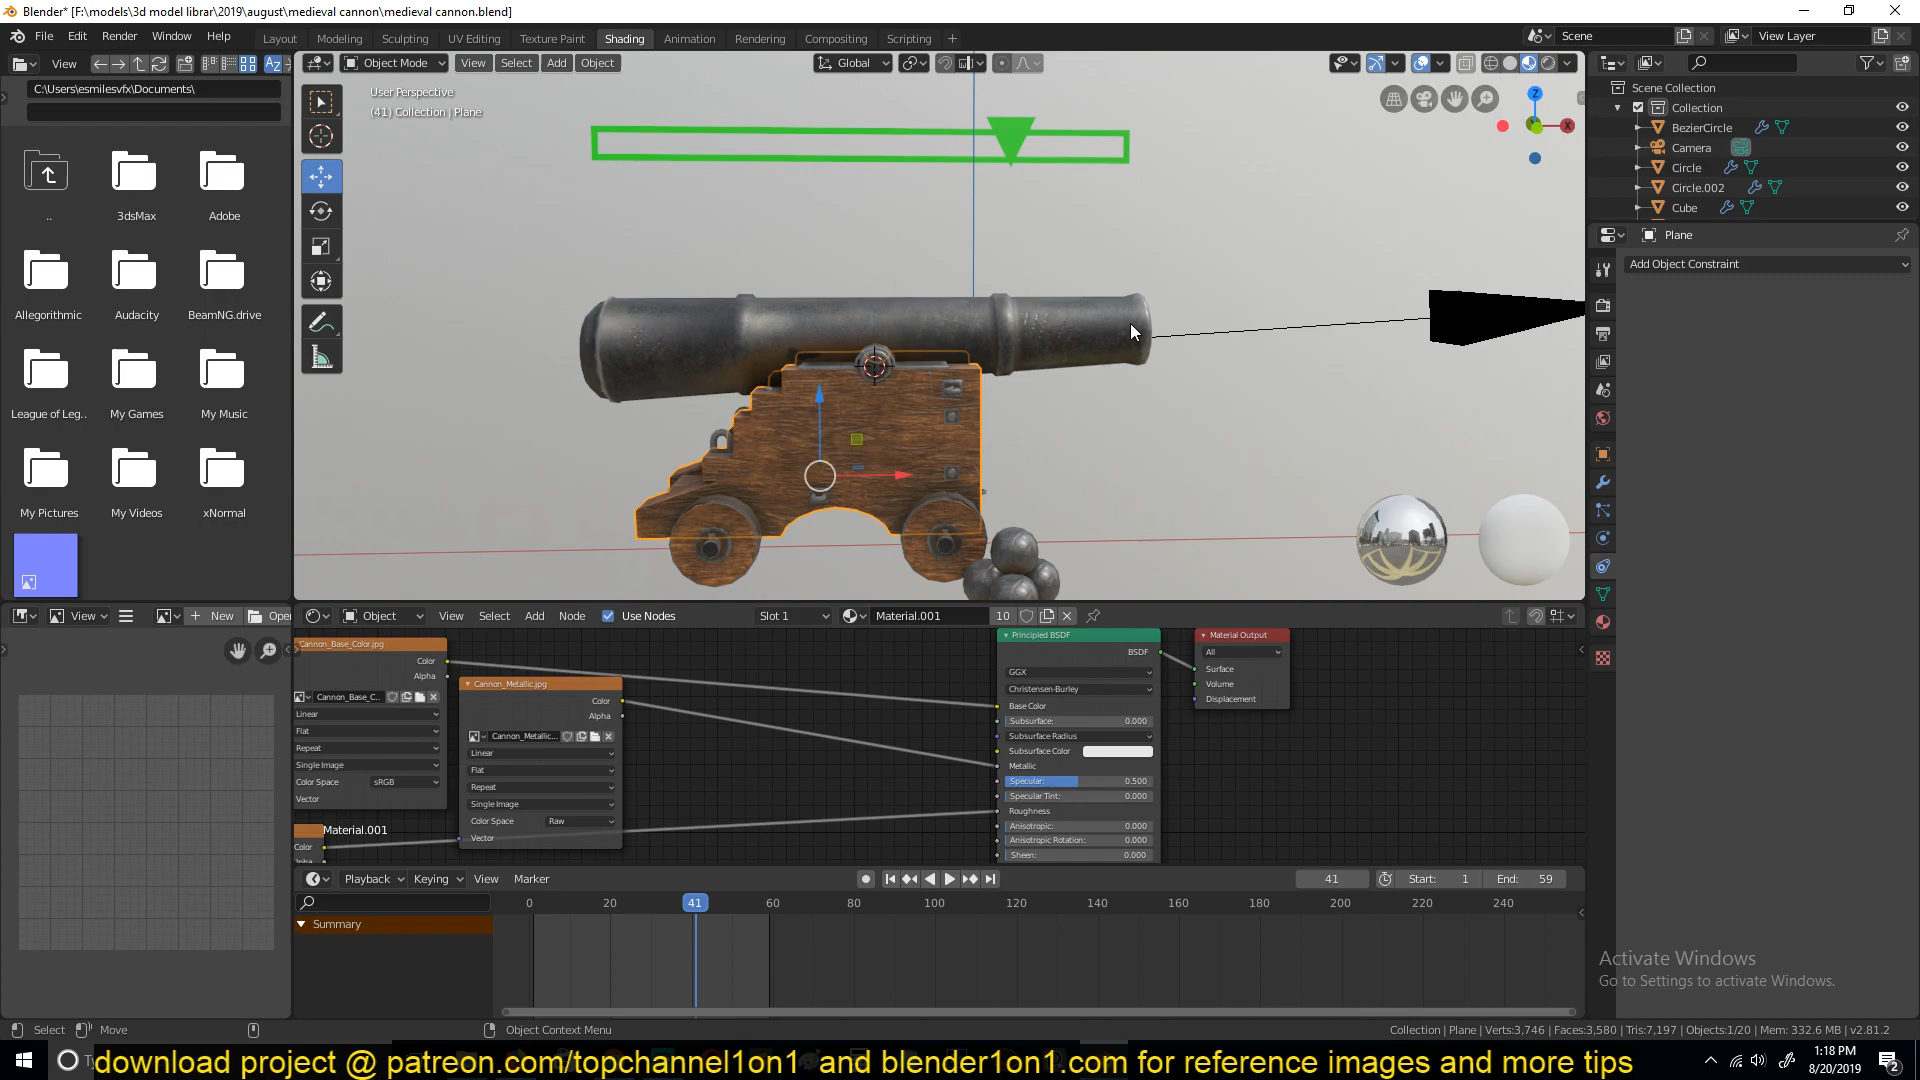 Blender* [F:\models\3d model librar\2019\august\medieval cannon\medieval cannon.blend]
File Edit Render Window Help
Layout Modeling Sculpting UV Editing Texture Paint Shading Animation Rendering Compositing Scripting +
Scene
View Layer
View
Object Mode View Select Add Object
Global
C:\Users\esmilesvfx\Documents\
..
3dsMax
Adobe
Allegorithmic
Audacity
BeamNG.drive
League of Leg..
My Games
My Music
My Pictures
My Videos
xNormal
User Perspective
(41) Collection | Plane
Z
X
Scene Collection
Collection
BezierCircle
Camera
Circle
Circle.002
Cube
Plane
Add Object Constraint
View
New
Open
Object View Select Add Node Use Nodes
Slot 1
Material.001
10
Cannon_Base_Color.jpg
Color
Alpha
Cannon_Base_C...
Linear
Flat
Repeat
Single Image
Color Space sRGB
Vector
Material.001
Color
Cannon_Metallic.jpg
Color
Alpha
Cannon_Metallic...
Linear
Flat
Repeat
Single Image
Color Space Raw
Vector
Principled BSDF
BSDF
GGX
Christensen-Burley
Base Color
Subsurface: 0.000
Subsurface Radius
Subsurface Color
Metallic
Specular: 0.500
Specular Tint: 0.000
Roughness
Anisotropic: 0.000
Anisotropic Rotation: 0.000
Sheen: 0.000
Material Output
All
Surface
Volume
Displacement
Playback Keying View Marker
41
Start: 1
End: 59
0 20 41 60 80 100 120 140 160 180 200 220 240
Summary
Activate Windows
Go to Settings to activate Windows.
Select Move
Object Context Menu
Collection | Plane | Verts:3,746 | Faces:3,580 | Tris:7,197 | Objects:1/20 | Mem: 332.6 MB | v2.81.2
download project @ patreon.com/topchannel1on1 and blender1on1.com for reference images and more tips
1:18 PM
8/20/2019
2